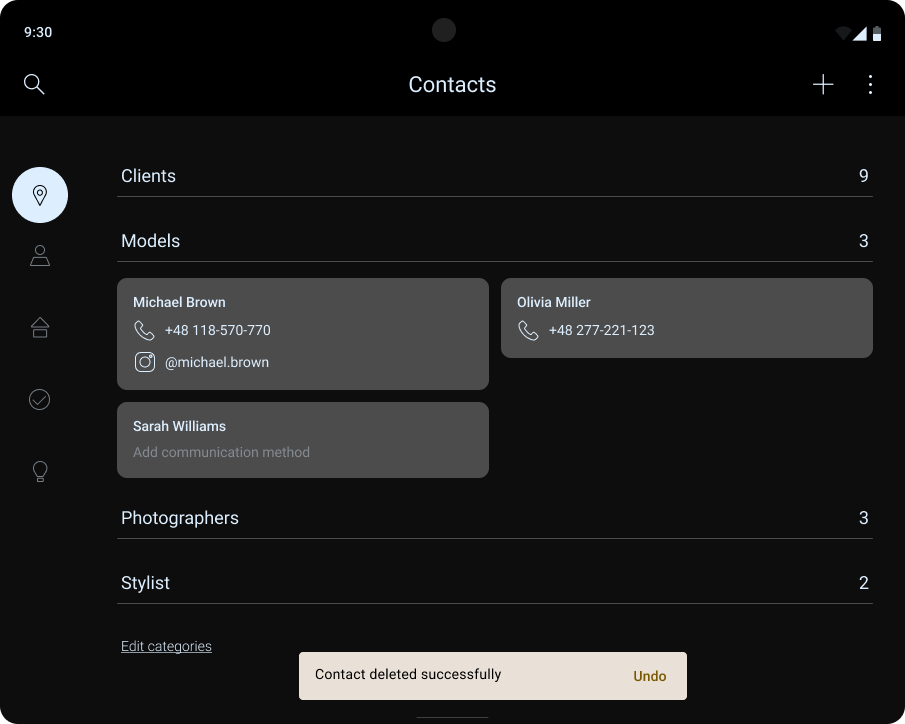 9:30
Contacts
Clients 9
Models 3
Michael Brown
+48 118-570-770
@michael.brown
Olivia Miller
+48 277-221-123
Sarah Williams
Add communication method
Photographers 3
Stylist 2
Edit categories
Contact deleted successfully Undo